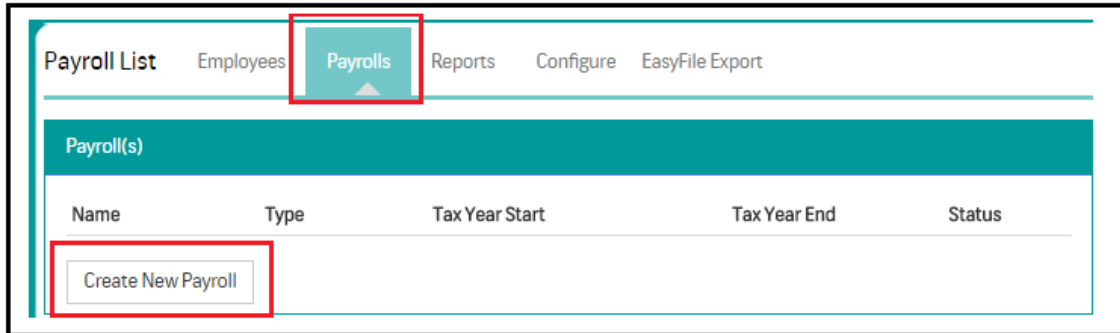 Payroll List Employees Payrolls Reports Configure EasyFile Export
Payroll(s)
Name Type Tax Year Start Tax Year End Status
Create New Payroll